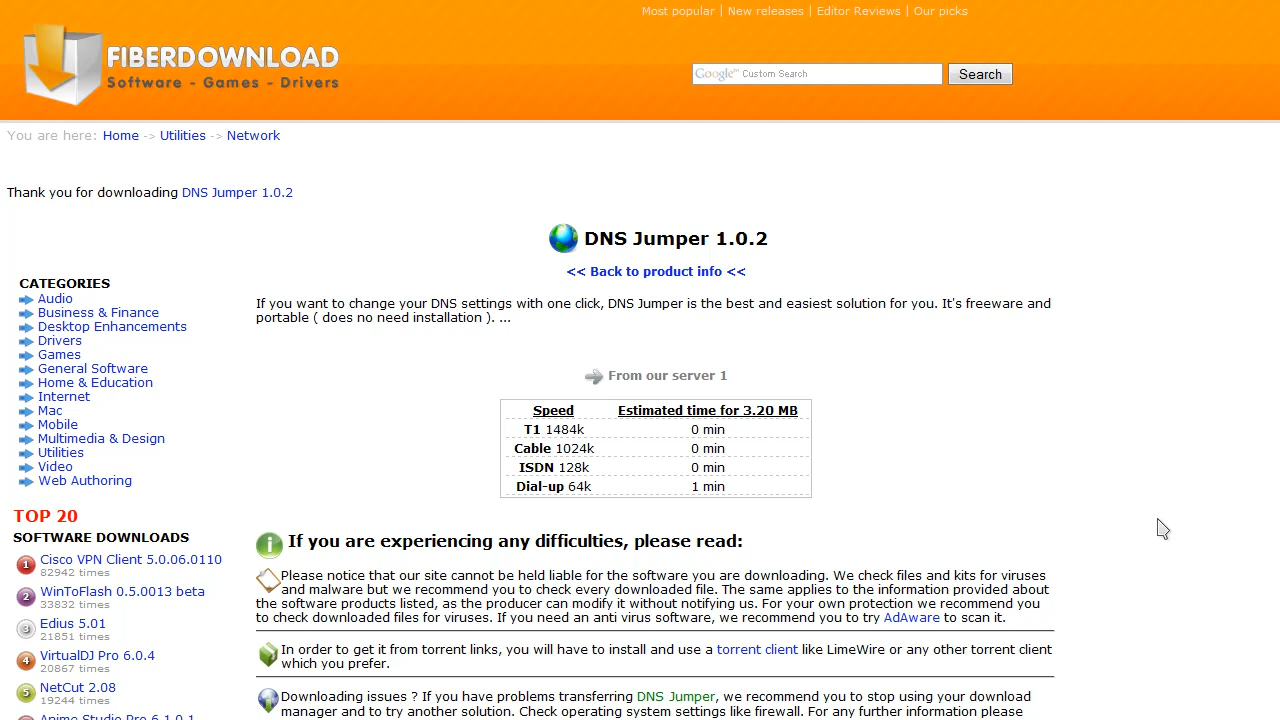 Most popular | New releases | Editor Reviews | Our picks
FIBERDOWNLOAD
Software - Games - Drivers
Google™ Custom Search
Search
You are here: Home -> Utilities -> Network
Thank you for downloading DNS Jumper 1.0.2
DNS Jumper 1.0.2
<< Back to product info <<
If you want to change your DNS settings with one click, DNS Jumper is the best and easiest solution for you. It's freeware and
portable ( does no need installation ). ...
From our server 1
Speed Estimated time for 3.20 MB
T1 1484k 0 min
Cable 1024k 0 min
ISDN 128k 0 min
Dial-up 64k 1 min
CATEGORIES
Audio
Business & Finance
Desktop Enhancements
Drivers
Games
General Software
Home & Education
Internet
Mac
Mobile
Multimedia & Design
Utilities
Video
Web Authoring
TOP 20
SOFTWARE DOWNLOADS
1 Cisco VPN Client 5.0.06.0110
82942 times
2 WinToFlash 0.5.0013 beta
33832 times
3 Edius 5.01
21851 times
4 VirtualDJ Pro 6.0.4
20867 times
5 NetCut 2.08
19244 times
Anime Studio Pro 6.1.0.1
If you are experiencing any difficulties, please read:
Please notice that our site cannot be held liable for the software you are downloading. We check files and kits for viruses
and malware but we recommend you to check every downloaded file. The same applies to the information provided about
the software products listed, as the producer can modify it without notifying us. For your own protection we recommend you
to check downloaded files for viruses. If you need an anti virus software, we recommend you to try AdAware to scan it.
In order to get it from torrent links, you will have to install and use a torrent client like LimeWire or any other torrent client
which you prefer.
Downloading issues ? If you have problems transferring DNS Jumper, we recommend you to stop using your download
manager and to try another solution. Check operating system settings like firewall. For any further information please